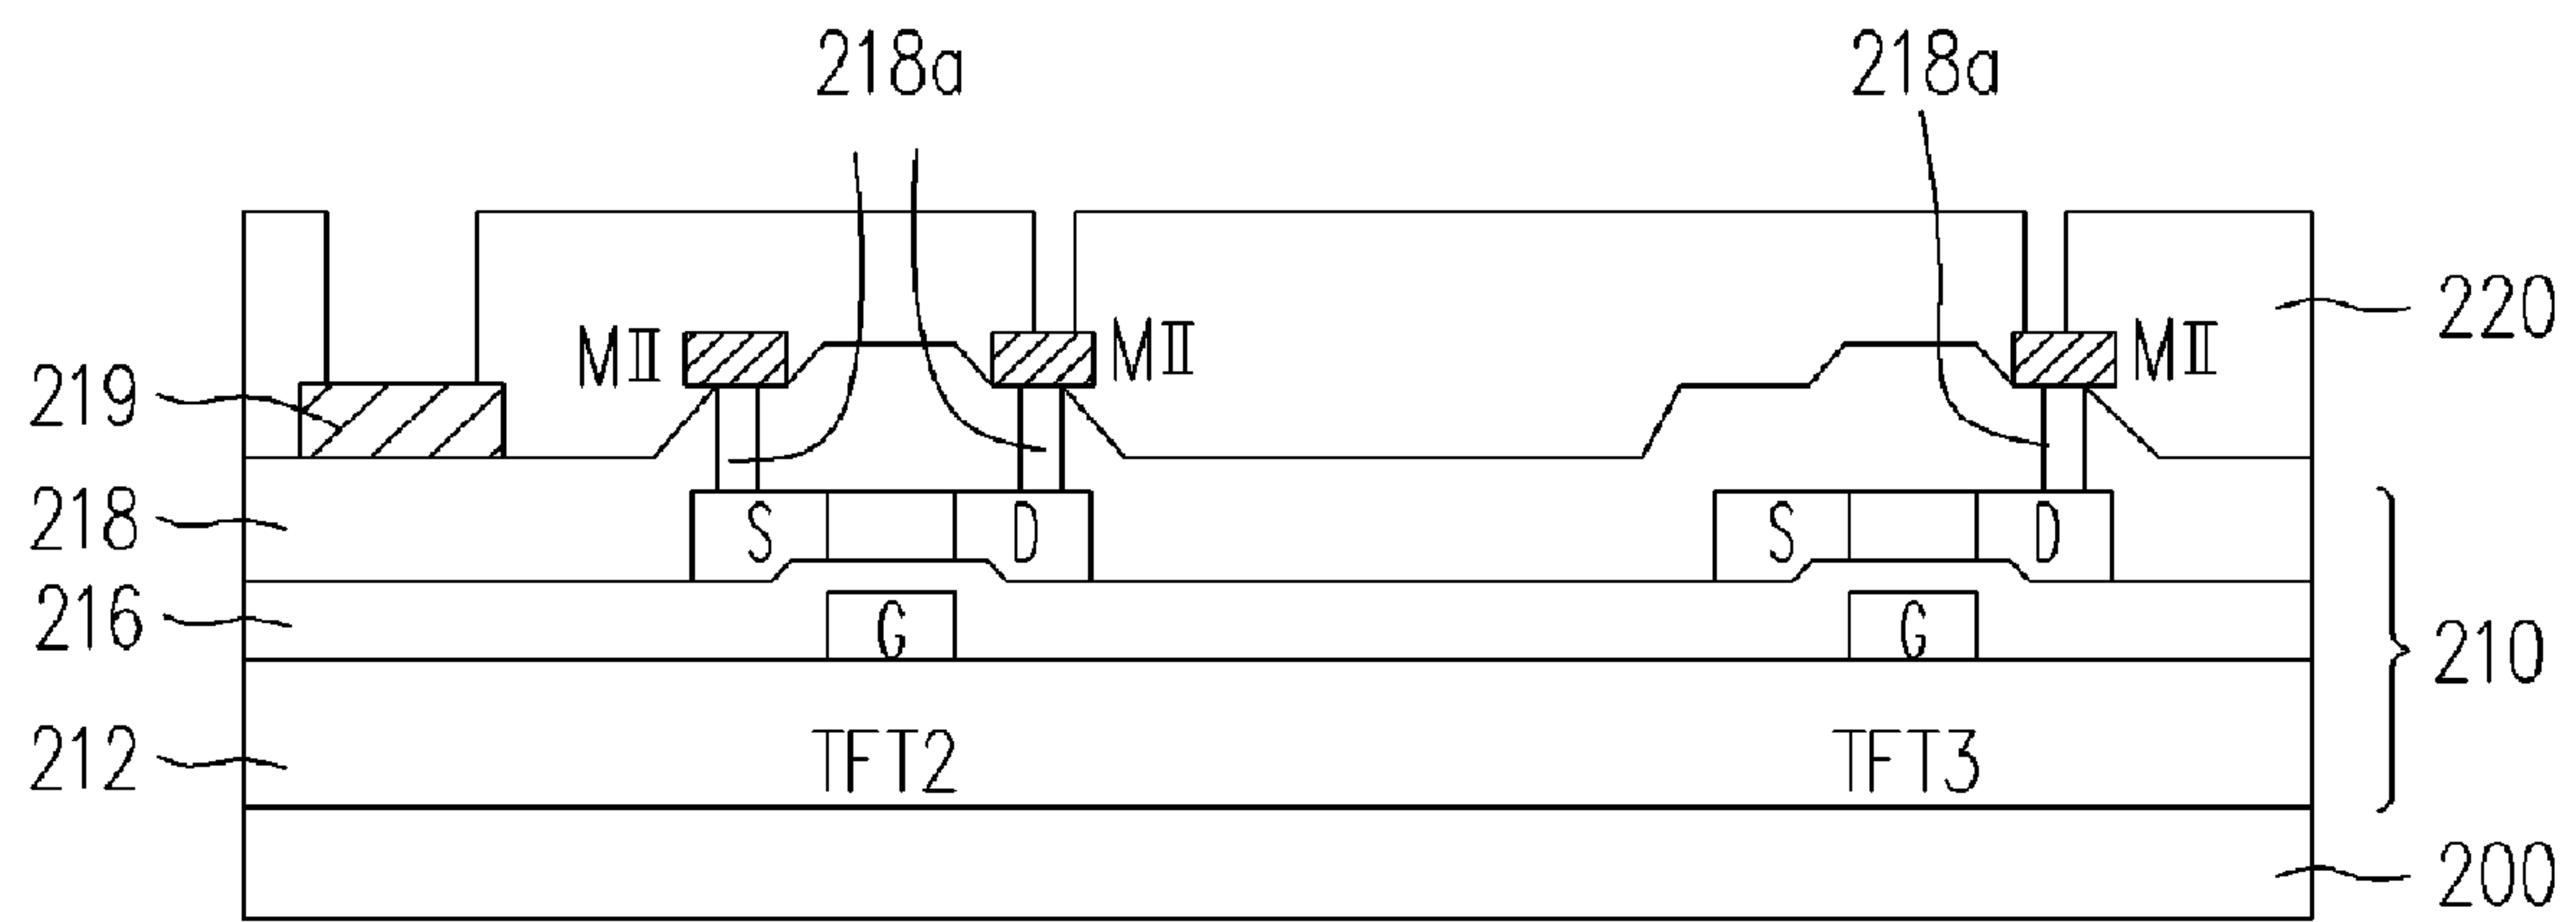 218a 218a
220
MⅡ MⅡ MⅡ
219
218 S D S D
216 G G
210
212 TFT2 TFT3
200